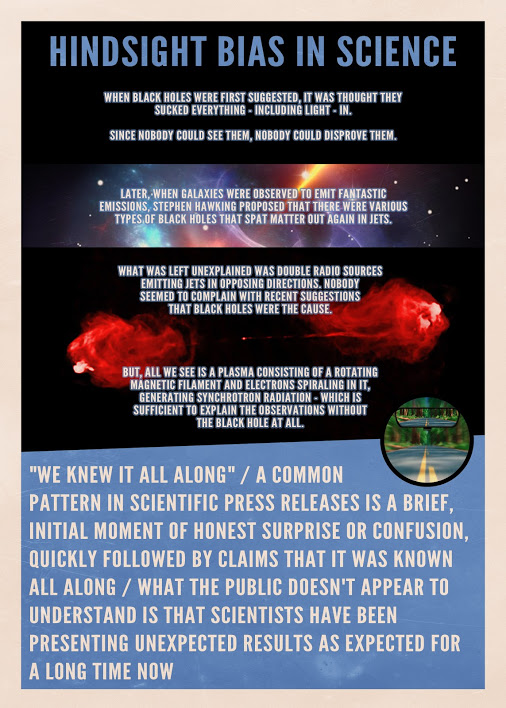 HINDSIGHT BIAS IN SCIENCE
WHEN BLACK HOLES WERE FIRST SUGGESTED, IT WAS THOUGHT THEY
SUCKED EVERYTHING - INCLUDING LIGHT - IN.
SINCE NOBODY COULD SEE THEM, NOBODY COULD DISPROVE THEM.
LATER, WHEN GALAXIES WERE OBSERVED TO EMIT FANTASTIC
EMISSIONS, STEPHEN HAWKING PROPOSED THAT THERE WERE VARIOUS
TYPES OF BLACK HOLES THAT SPAT MATTER OUT AGAIN IN JETS.
WHAT WAS LEFT UNEXPLAINED WAS DOUBLE RADIO SOURCES
EMITTING JETS IN OPPOSING DIRECTIONS. NOBODY
SEEMED TO COMPLAIN WITH RECENT SUGGESTIONS
THAT BLACK HOLES WERE THE CAUSE.
BUT, ALL WE SEE IS A PLASMA CONSISTING OF A ROTATING
MAGNETIC FILAMENT AND ELECTRONS SPIRALING IN IT,
GENERATING SYNCHROTRON RADIATION - WHICH IS
SUFFICIENT TO EXPLAIN THE OBSERVATIONS WITHOUT
THE BLACK HOLE AT ALL.
"WE KNEW IT ALL ALONG" / A COMMON
PATTERN IN SCIENTIFIC PRESS RELEASES IS A BRIEF,
INITIAL MOMENT OF HONEST SURPRISE OR CONFUSION,
QUICKLY FOLLOWED BY CLAIMS THAT IT WAS KNOWN
ALL ALONG / WHAT THE PUBLIC DOESN'T APPEAR TO
UNDERSTAND IS THAT SCIENTISTS HAVE BEEN
PRESENTING UNEXPECTED RESULTS AS EXPECTED FOR
A LONG TIME NOW